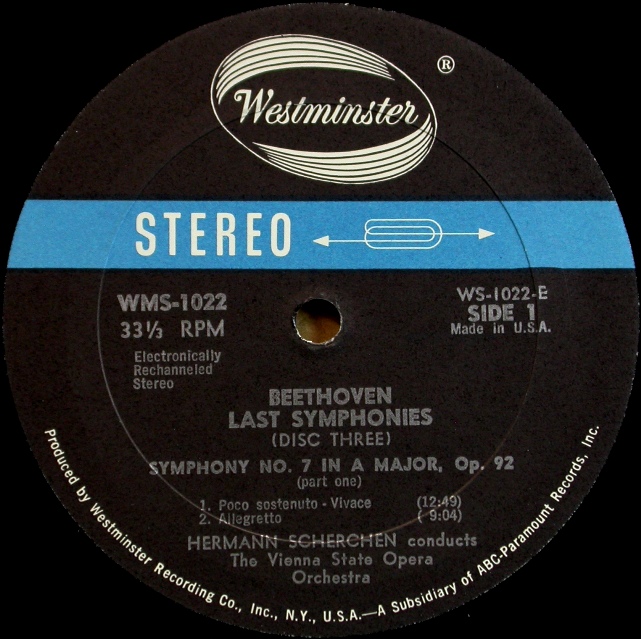 Westminster ®
STEREO
WMS-1022
33⅓ RPM
Electronically
Rechanneled
Stereo
WS-1022-E
SIDE 1
Made in U.S.A.
BEETHOVEN
LAST SYMPHONIES
(DISC THREE)
SYMPHONY NO. 7 IN A MAJOR, Op. 92
(part one)
1. Poco sostenuto - Vivace (12:49)
2. Allegretto ( 9:04)
HERMANN SCHERCHEN conducts
The Vienna State Opera
Orchestra
Produced by Westminster Recording Co., Inc., N.Y., U.S.A.—A Subsidiary of ABC-Paramount Records, Inc.